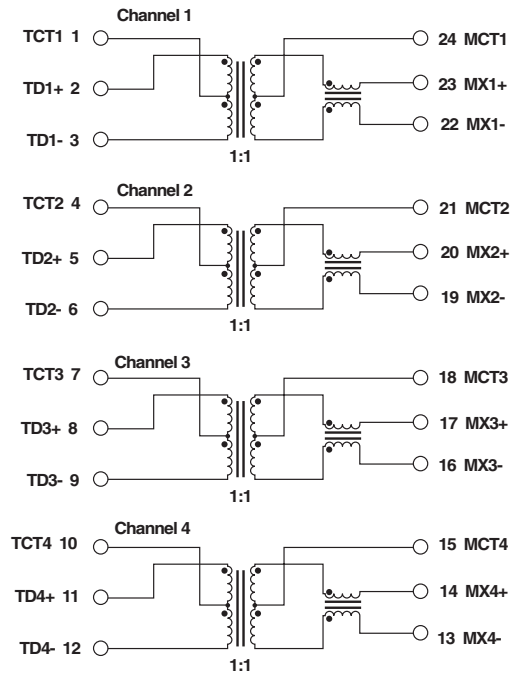 Channel 1
TCT1 1
24 MCT1
TD1+ 2
23 MX1+
22 MX1-
TD1- 3
1:1
Channel 2
TCT2 4
21 MCT2
TD2+ 5
20 MX2+
19 MX2-
TD2- 6
1:1
Channel 3
TCT3 7
18 MCT3
TD3+ 8
17 MX3+
16 MX3-
TD3- 9
1:1
Channel 4
TCT4 10
15 MCT4
TD4+ 11
14 MX4+
13 MX4-
TD4- 12
1:1